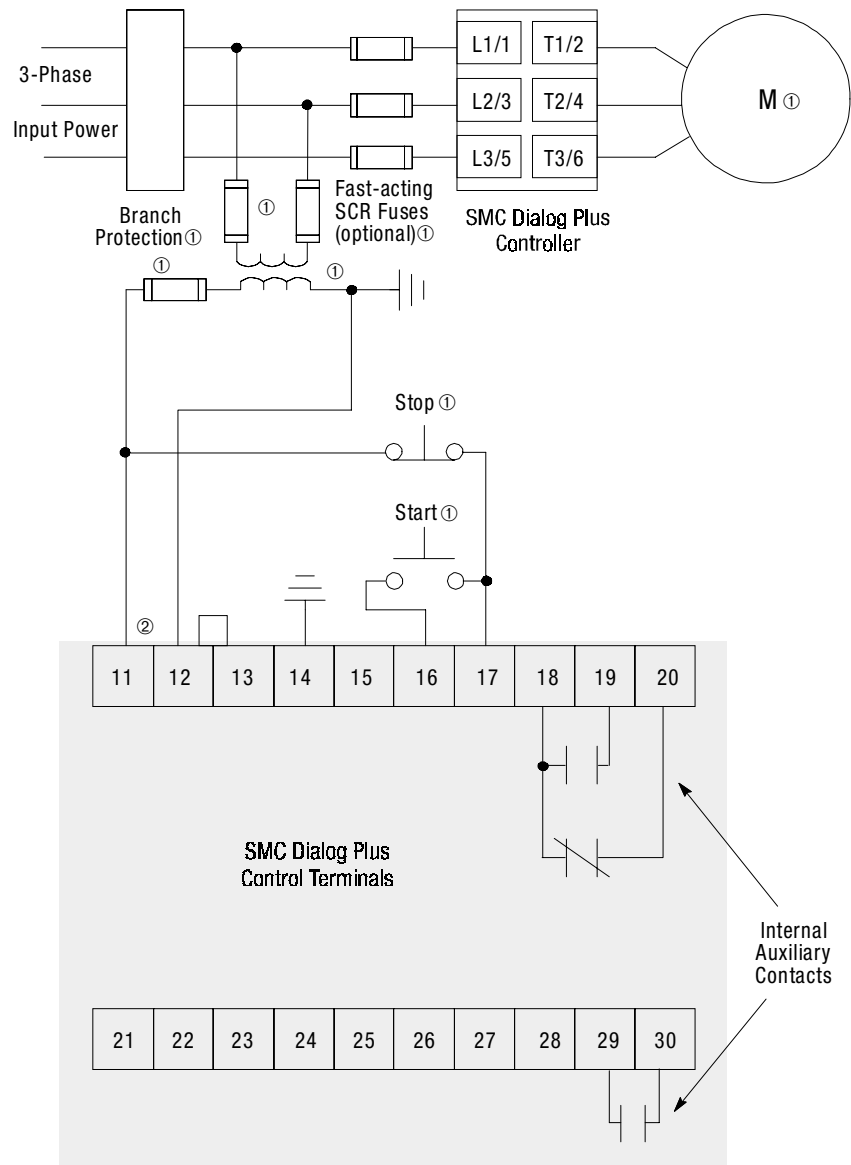 L1/1 T1/2
3-Phase
M ①
L2/3 T2/4
Input Power
L3/5 T3/6
Branch
Protection①
①
Fast-acting
SCR Fuses
(optional)①
SMC Dialog Plus
Controller
①
①
Stop ①
Start ①
②
11 12 13 14 15 16 17 18 19 20
SMC Dialog Plus
Control Terminals
Internal
Auxiliary
Contacts
21 22 23 24 25 26 27 28 29 30